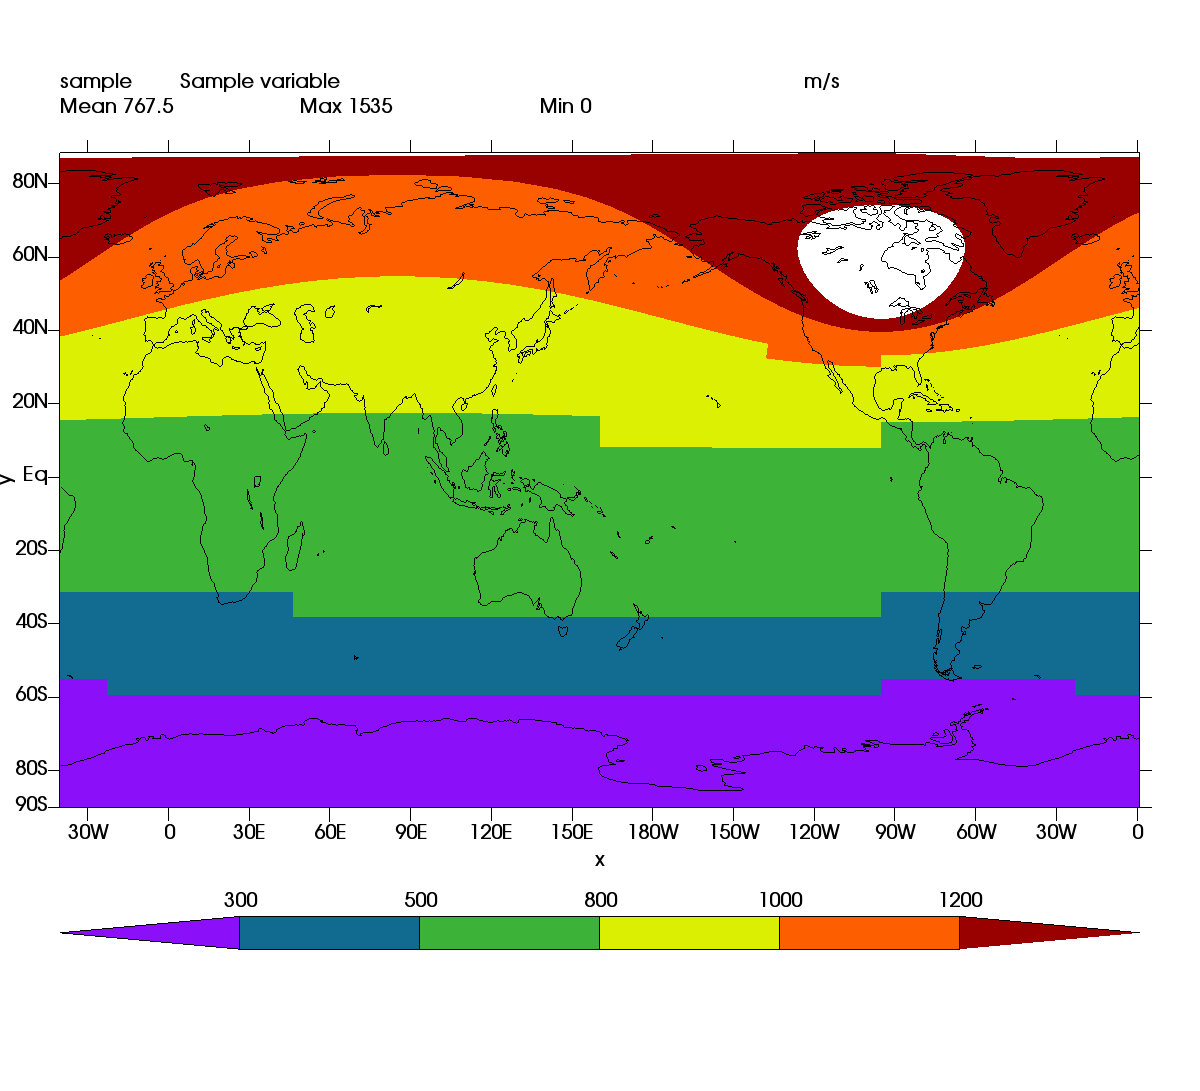 sample Sample variable m/s
Mean 767.5 Max 1535 Min 0
80N
60N
40N
20N
y Eq
20S
40S
60S
80S
90S
30W 0 30E 60E 90E 120E 150E 180W 150W 120W 90W 60W 30W 0
x
300 500 800 1000 1200